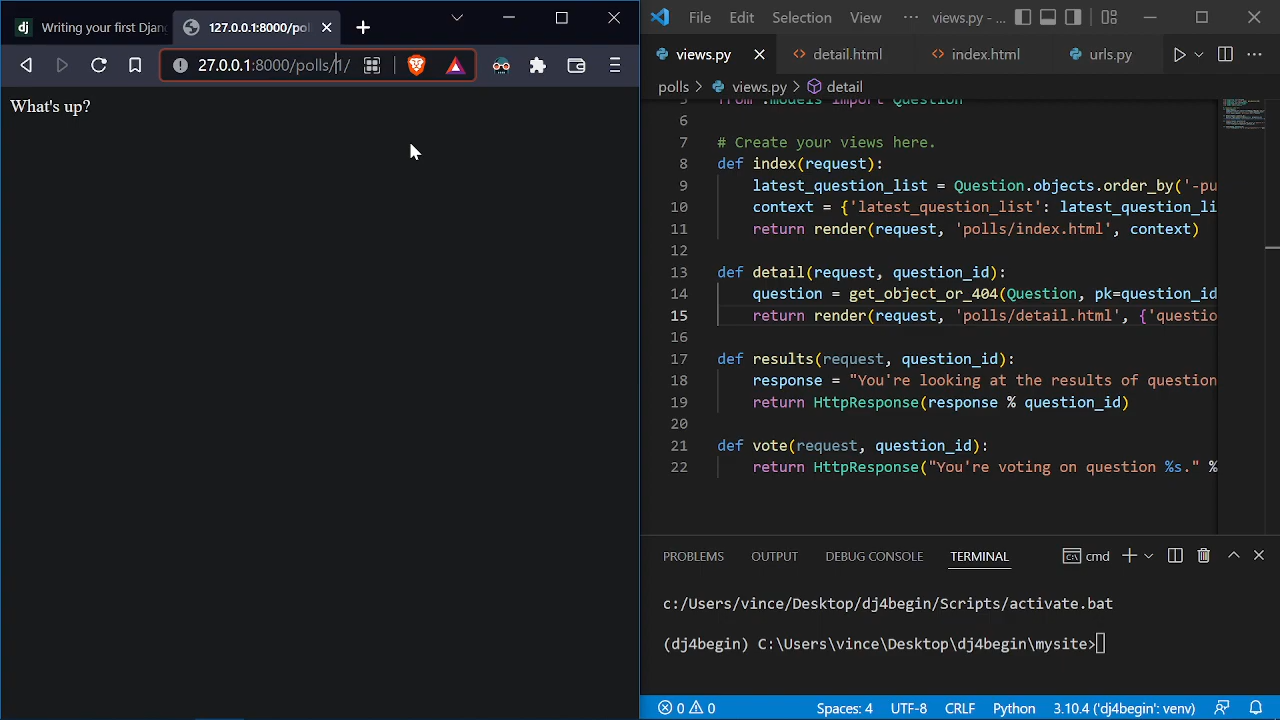 Writing your first Djan
127.0.0.1:8000/pol
27.0.0.1:8000/polls/1/
What's up?
File Edit Selection View ··· views.py - ...
views.py
detail.html
index.html
urls.py
polls > views.py > detail
5 from .models import Question
6
7 # Create your views here.
8 def index(request):
9 latest_question_list = Question.objects.order_by('-pu
10 context = {'latest_question_list': latest_question_li
11 return render(request, 'polls/index.html', context)
12
13 def detail(request, question_id):
14 question = get_object_or_404(Question, pk=question_id
15 return render(request, 'polls/detail.html', {'questio
16
17 def results(request, question_id):
18 response = "You're looking at the results of question
19 return HttpResponse(response % question_id)
20
21 def vote(request, question_id):
22 return HttpResponse("You're voting on question %s." %
PROBLEMS OUTPUT DEBUG CONSOLE TERMINAL cmd
c:/Users/vince/Desktop/dj4begin/Scripts/activate.bat
(dj4begin) C:\Users\vince\Desktop\dj4begin\mysite>
0 0 Spaces: 4 UTF-8 CRLF Python 3.10.4 ('dj4begin': venv)